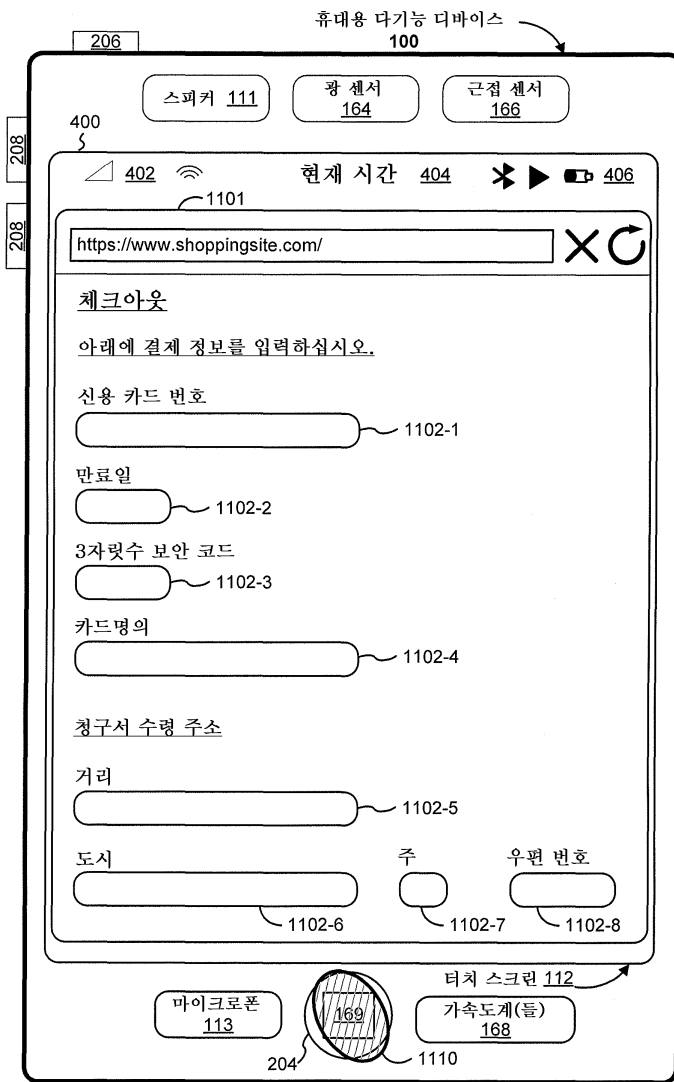 휴대용 다기능 디바이스
100
206
스피커 111
광 센서
164
근접 센서
166
208
400
402
현재 시간 404
406
1101
208
https://www.shoppingsite.com/
체크아웃
아래에 결제 정보를 입력하십시오.
신용 카드 번호
1102-1
만료일
1102-2
3자릿수 보안 코드
1102-3
카드명의
1102-4
청구서 수령 주소
거리
1102-5
도시
주
우편 번호
1102-6
1102-7
1102-8
터치 스크린 112
마이크로폰
113
169
가속도계(들)
168
204
1110